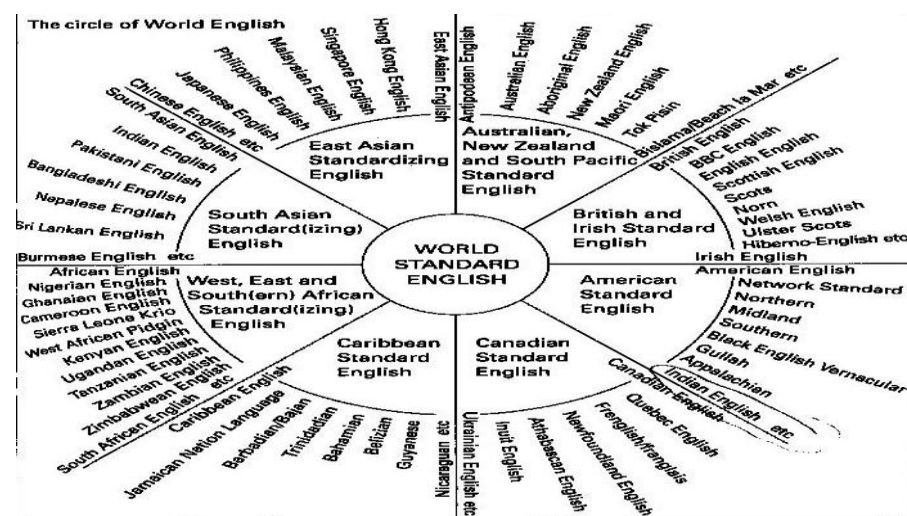 The circle of World English
East Asian English
Hong Kong English
Singapore English
Malaysian English
Philippines English
Japanese English
Chinese English etc
East Asian
Standardizing
English
Antipodean English
Australian English
Aboriginal English
New Zealand English
Maori English
Tok Pisin
Bislama/Beach la Mar etc
Australian,
New Zealand
and South Pacific
Standard
English
British English
BBC English
English English
Scottish English
Scots
Norn
Welsh English
Ulster Scots
Hiberno-English etc
Irish English
British and
Irish Standard
English
American English
Network Standard
Northern
Midland
Southern
Black English Vernacular
Gullah
Appalachian
Indian English etc
American
Standard
English
Canadian English
Quebec English
Frenglish/franglais
Newfoundland English
Athabascan English
Inuit English
Ukrainian English etc
Canadian
Standard
English
Caribbean English
Jamaican Nation Language
Barbadian/Bajan
Trinidadian
Bahamian
Belizian
Guyanese
Nicaraguan etc
Caribbean
Standard
English
African English
Nigerian English
Ghanaian English
Cameroon English
Sierra Leone Krio
West African Pidgin
Kenyan English
Ugandan English
Tanzanian English
Zambian English
Zimbabwean English
South African English etc
West, East and
South(ern) African
Standard(izing)
English
South Asian English
Indian English
Pakistani English
Bangladeshi English
Nepalese English
Sri Lankan English
Burmese English etc
South Asian
Standard(izing)
English
WORLD
STANDARD
ENGLISH